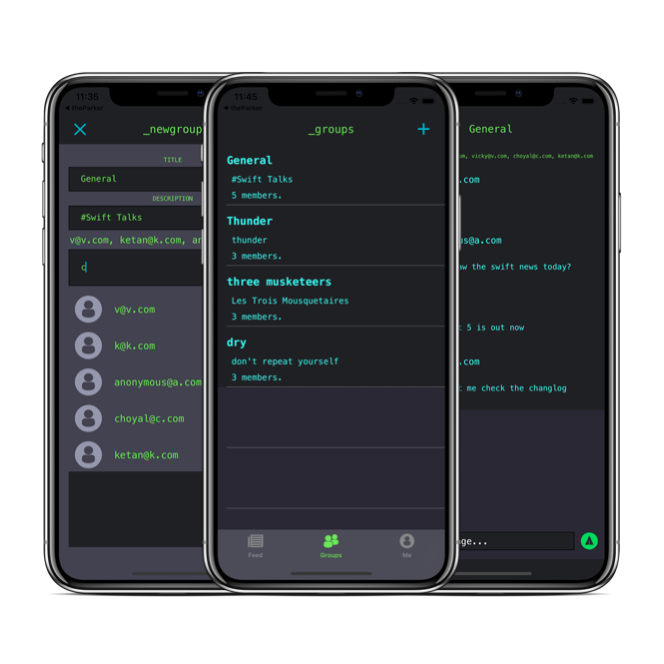 11:35
◀ theParker
_newgroup
TITLE
General
DESCRIPTION
#Swift Talks
v@v.com, ketan@k.com, an
c
v@v.com
k@k.com
anonymous@a.com
choyal@c.com
ketan@k.com
11:45
◀ theParker
_groups
General
#Swift Talks
5 members.
Thunder
thunder
3 members.
three musketeers
Les Trois Mousquetaires
3 members.
dry
don't repeat yourself
3 members.
Feed
Groups
Me
General
om, vicky@v.com, choyal@c.com, ketan@k.com
.com
us@a.com
aw the swift news today?
t 5 is out now
.com
t me check the changlog
ge...